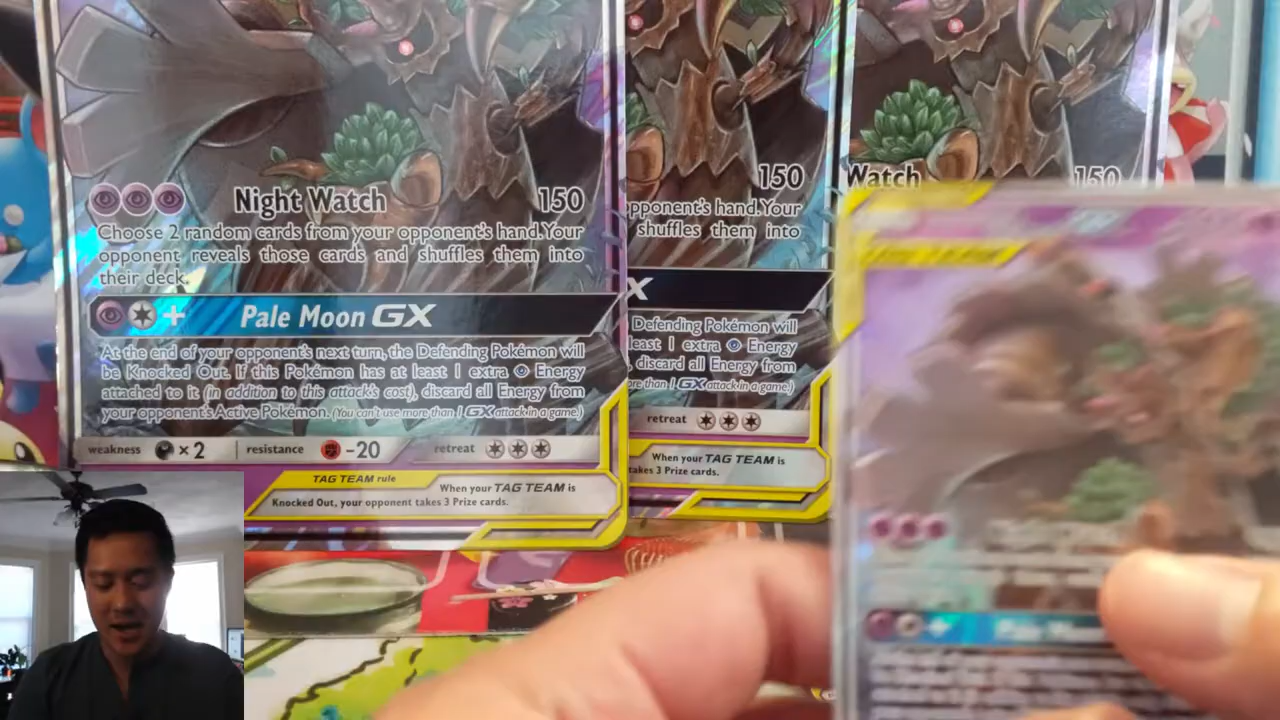 Night Watch 150
Choose 2 random cards from your opponent's hand. Your
opponent reveals those cards and shuffles them into
their deck.
+ Pale Moon GX
At the end of your opponent's next turn, the Defending Pokémon will
be Knocked Out. If this Pokémon has at least 1 extra Energy
attached to it (in addition to this attack's cost), discard all Energy from
your opponent's Active Pokémon. (You can't use more than 1 GX attack in a game.)
weakness × 2 resistance -20 retreat
TAG TEAM rule When your TAG TEAM is
Knocked Out, your opponent takes 3 Prize cards.
150
pponent's hand. Your
shuffles them into
X
Defending Pokémon will
least 1 extra Energy
discard all Energy from
ore than 1 GX attack in a game.)
retreat
When your TAG TEAM is
takes 3 Prize cards.
Watch 150
+ Pale Moon